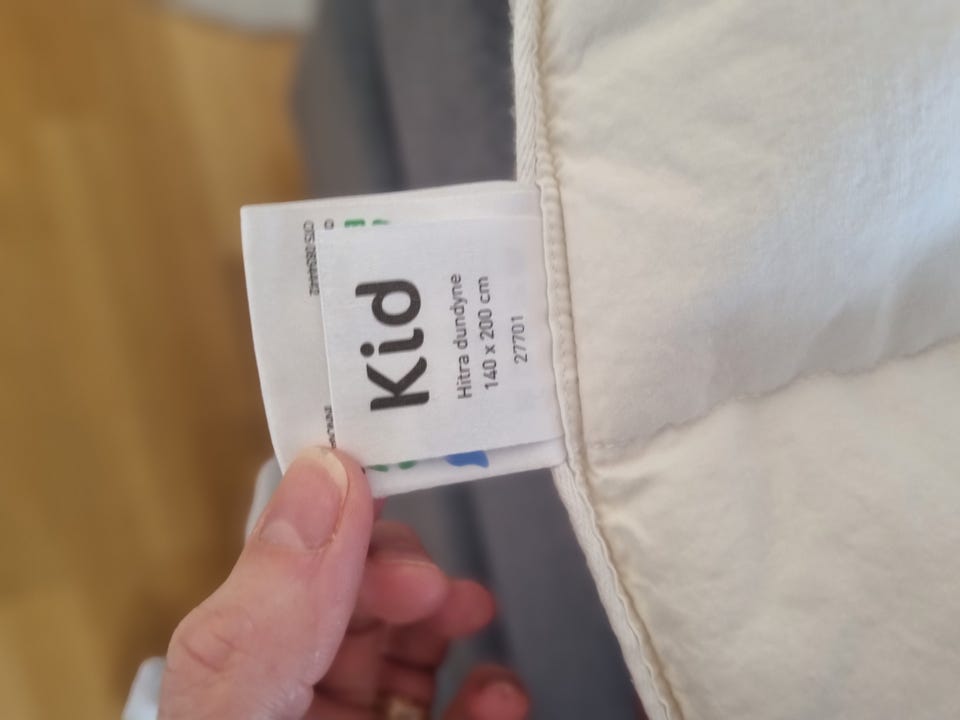 Kid
Hitra dundyne
140 x 200 cm
27701